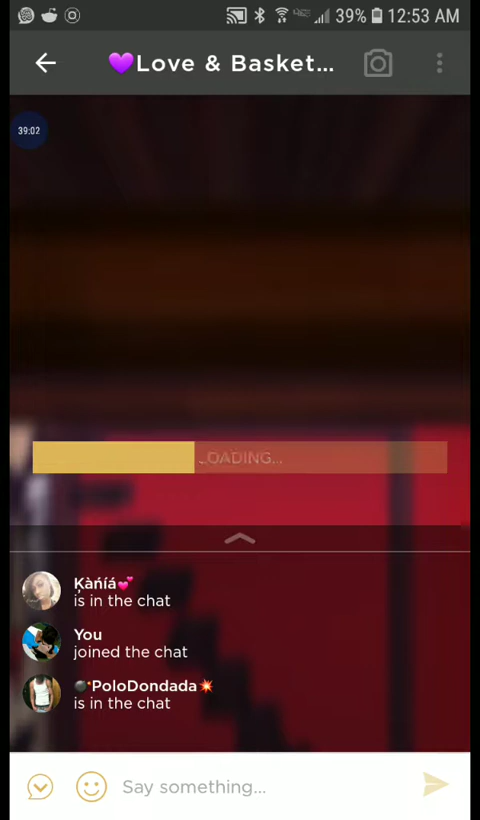 39% 12:53 AM
💜Love & Basket...
39:02
LOADING...
Ķàńíá💕
is in the chat
You
joined the chat
💣PoloDondada💥
is in the chat
Say something...